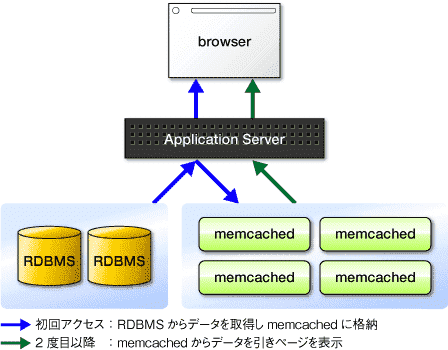 browser
Application Server
RDBMS RDBMS
memcached memcached
memcached memcached
初回アクセス : RDBMS からデータを取得し memcached に格納
2 度目以降 : memcached からデータを引きページを表示